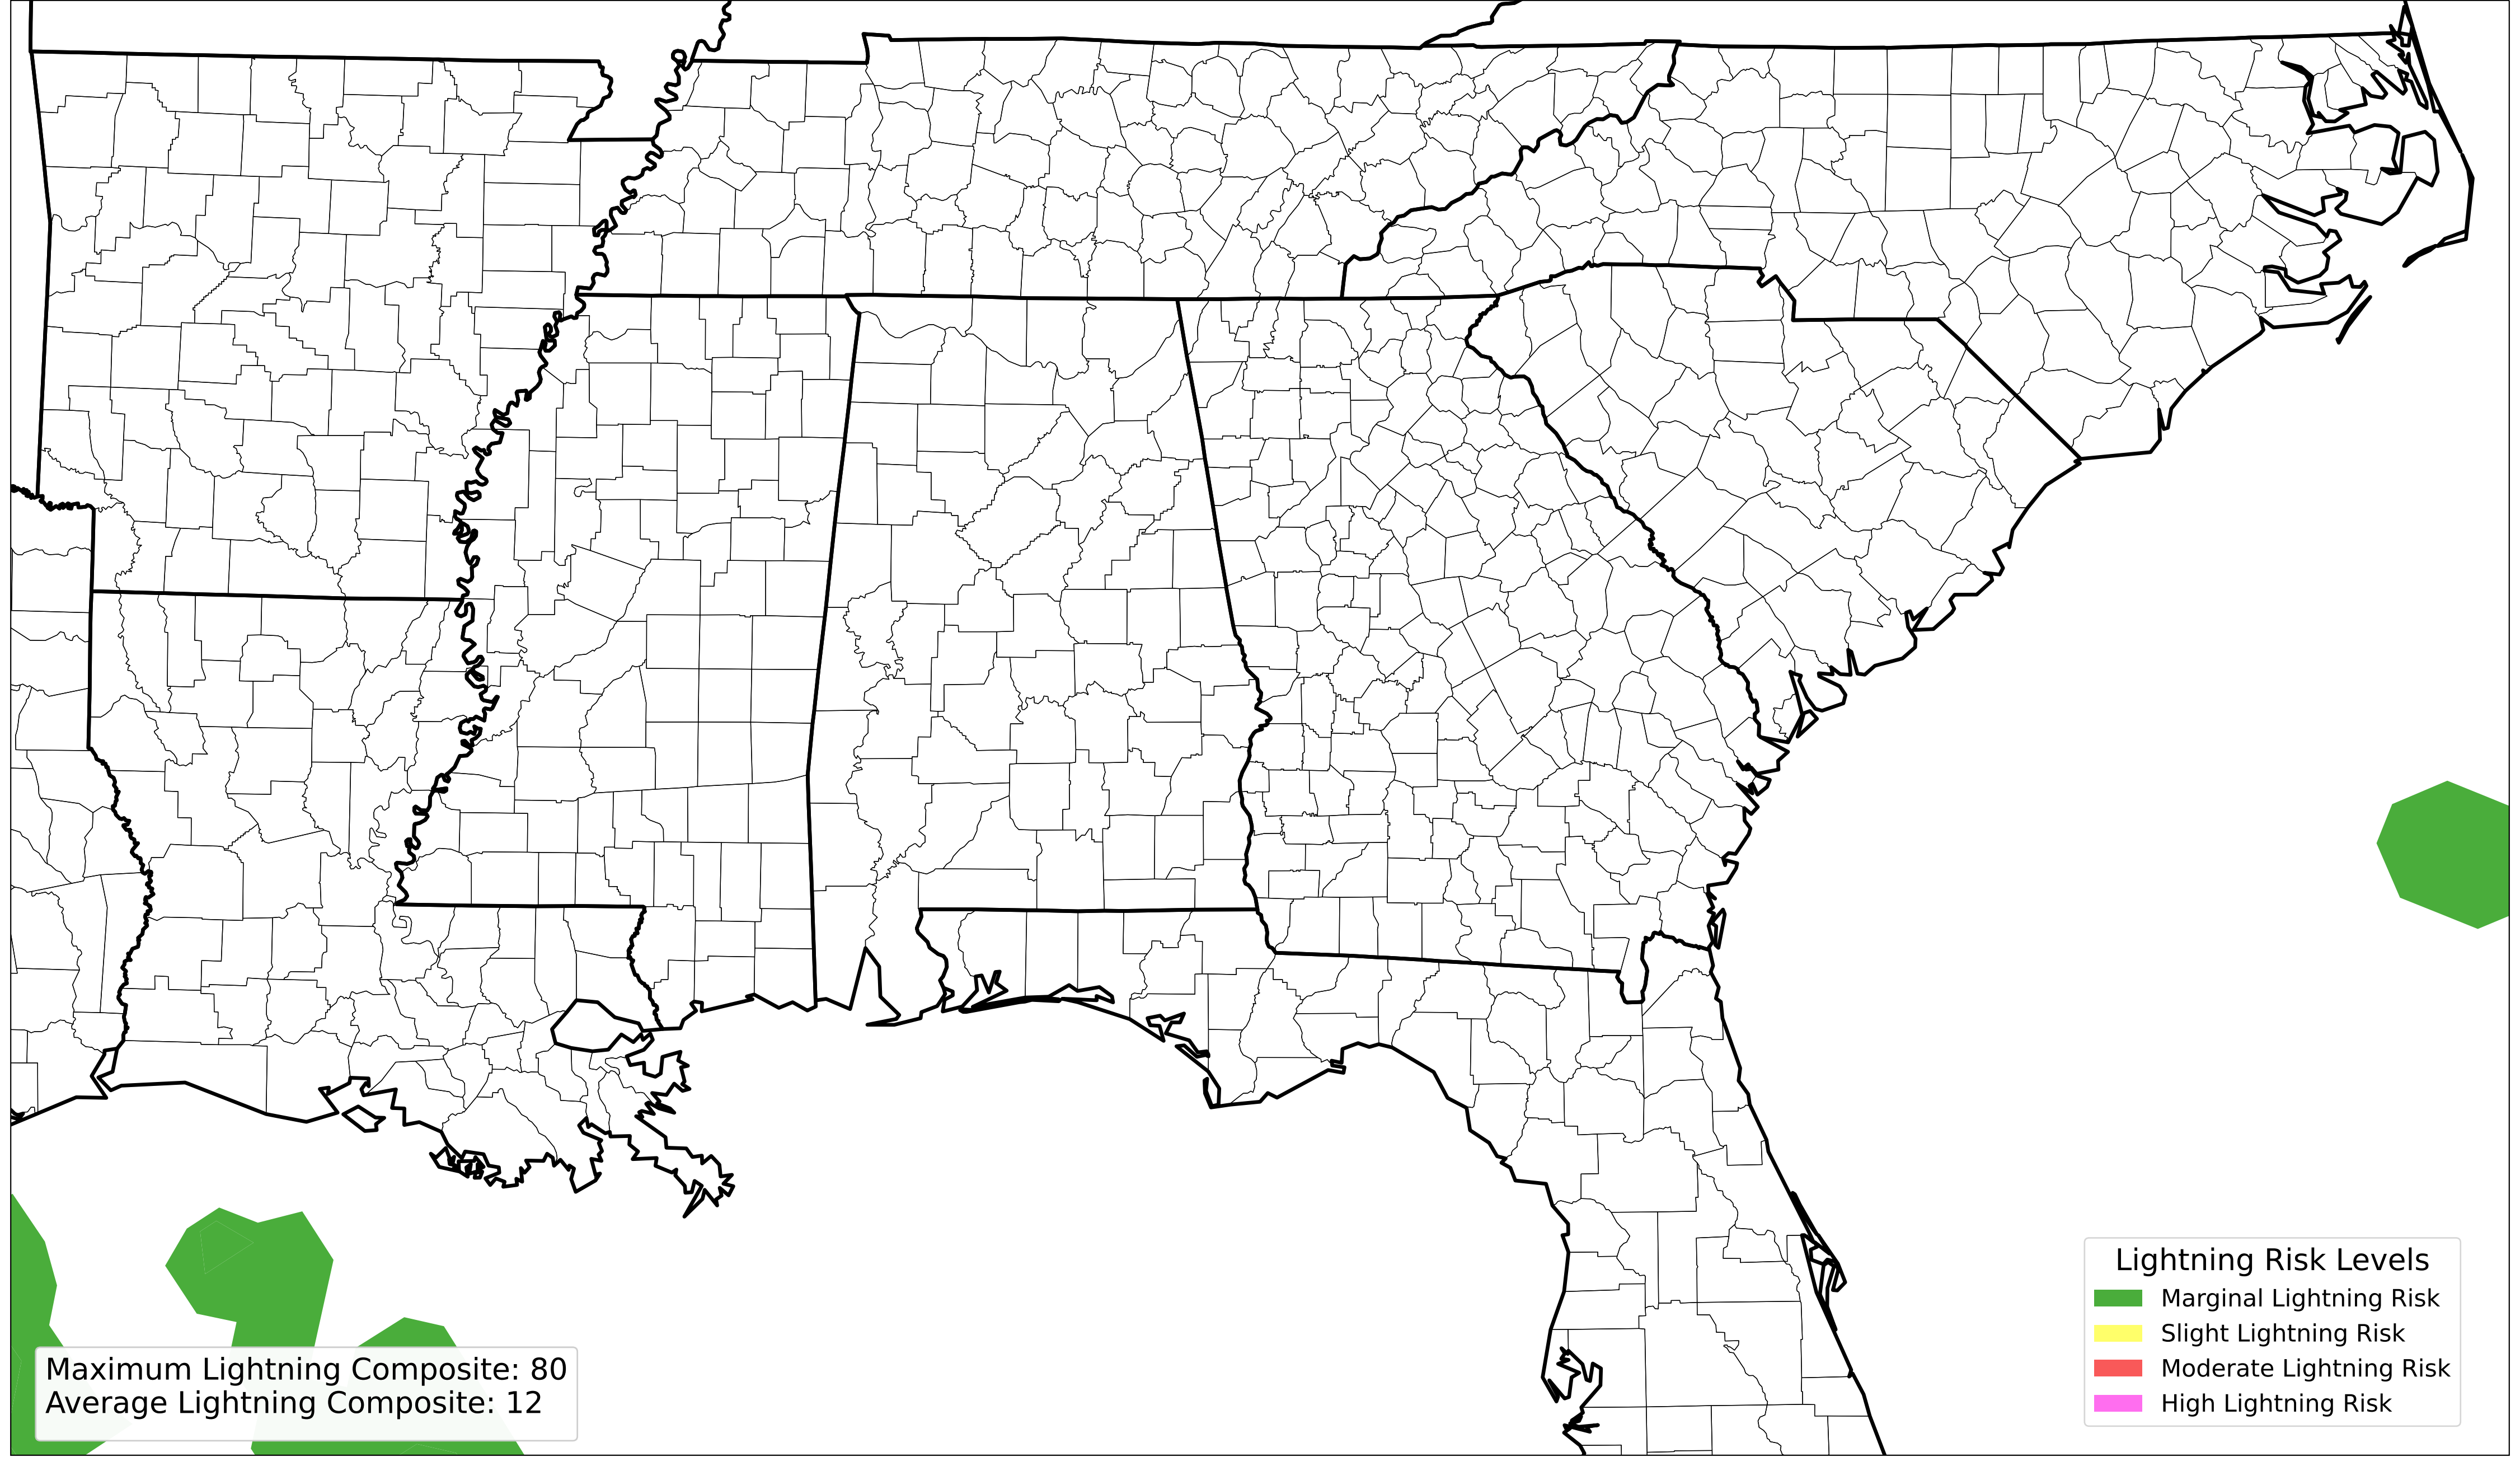 Lightning Risk Levels
Marginal Lightning Risk
Slight Lightning Risk
Moderate Lightning Risk
High Lightning Risk
Maximum Lightning Composite: 80
Average Lightning Composite: 12